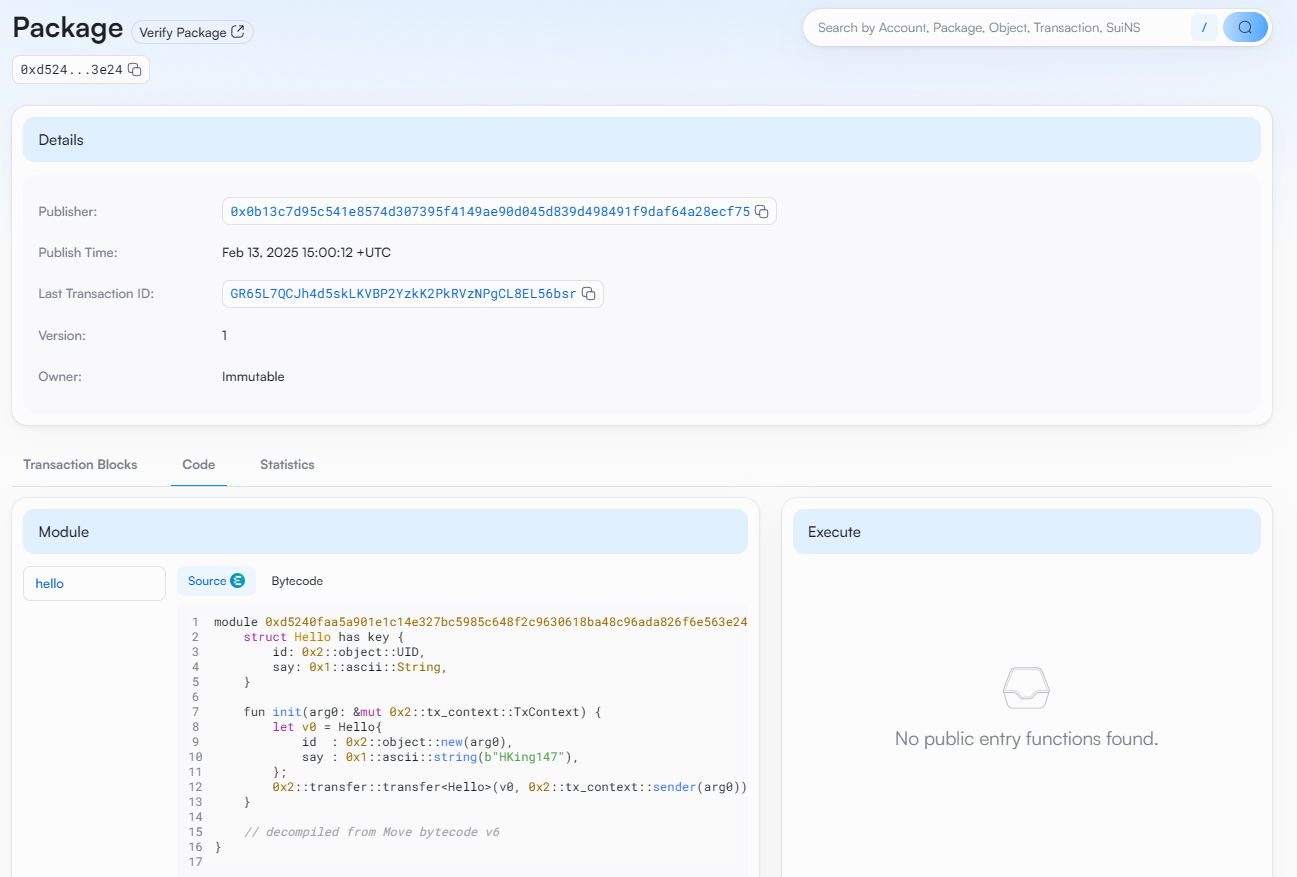 Package Verify Package
Search by Account, Package, Object, Transaction, SuiNS /
0xd524...3e24
Details
Publisher: 0x0b13c7d95c541e8574d307395f4149ae90d045d839d498491f9daf64a28ecf75
Publish Time: Feb 13, 2025 15:00:12 +UTC
Last Transaction ID: GR65L7QCJh4d5skLKVBP2YzkK2PkRVzNPgCL8EL56bsr
Version: 1
Owner: Immutable
Transaction Blocks Code Statistics
Module
hello
Source Bytecode
1 module 0xd5240faa5a901e1c14e327bc5985c648f2c9630618ba48c96ada826f6e563e24
2     struct Hello has key {
3         id: 0x2::object::UID,
4         say: 0x1::ascii::String,
5     }
6
7     fun init(arg0: &mut 0x2::tx_context::TxContext) {
8         let v0 = Hello{
9             id  : 0x2::object::new(arg0),
10             say : 0x1::ascii::string(b"HKing147"),
11         };
12         0x2::transfer::transfer<Hello>(v0, 0x2::tx_context::sender(arg0))
13     }
14
15     // decompiled from Move bytecode v6
16 }
17
Execute
No public entry functions found.